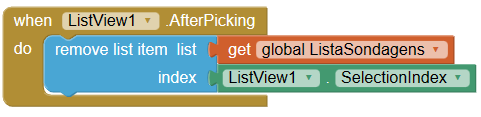 when ListView1 .AfterPicking
do remove list item list get global ListaSondagens
index ListView1 . SelectionIndex